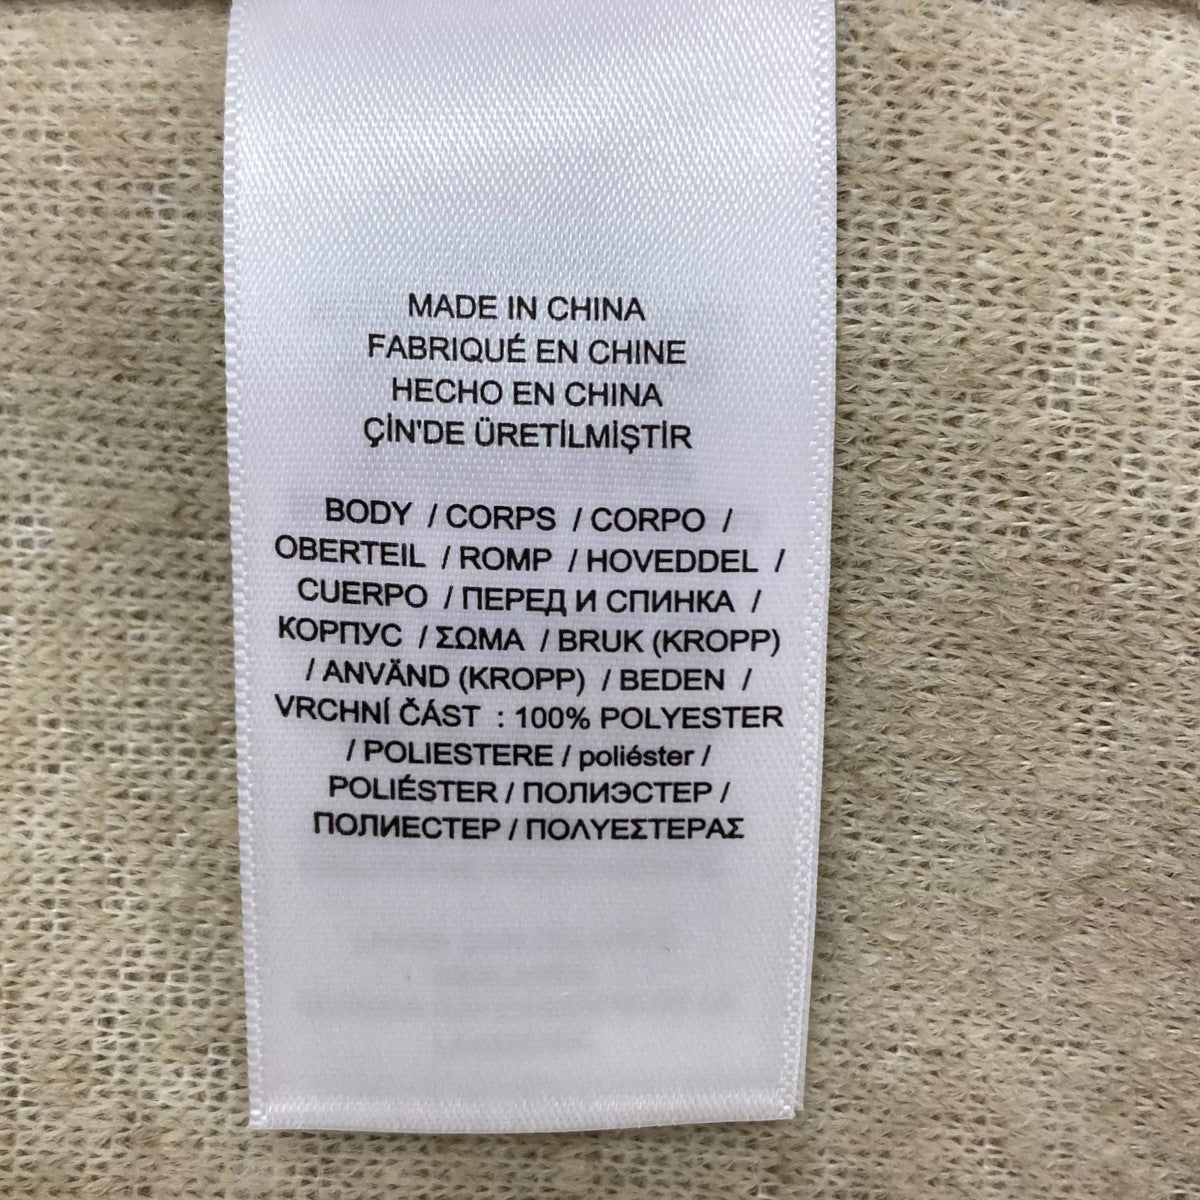 MADE IN CHINA
FABRIQUÉ EN CHINE
HECHO EN CHINA
ÇİN'DE ÜRETİLMİŞTİR
BODY / CORPS / CORPO /
OBERTEIL / ROMP / HOVEDDEL /
CUERPO / ПЕРЕД И СПИНКА /
КОРПУС / ΣΩΜΑ / BRUK (KROPP)
/ ANVÄND (KROPP) / BEDEN /
VRCHNÍ ČÁST : 100% POLYESTER
/ POLIESTERE / poliéster /
POLIÉSTER / ПОЛИЭСТЕР /
ПОЛИЕСТЕР / ΠΟΛΥΕΣΤΕΡΑΣ